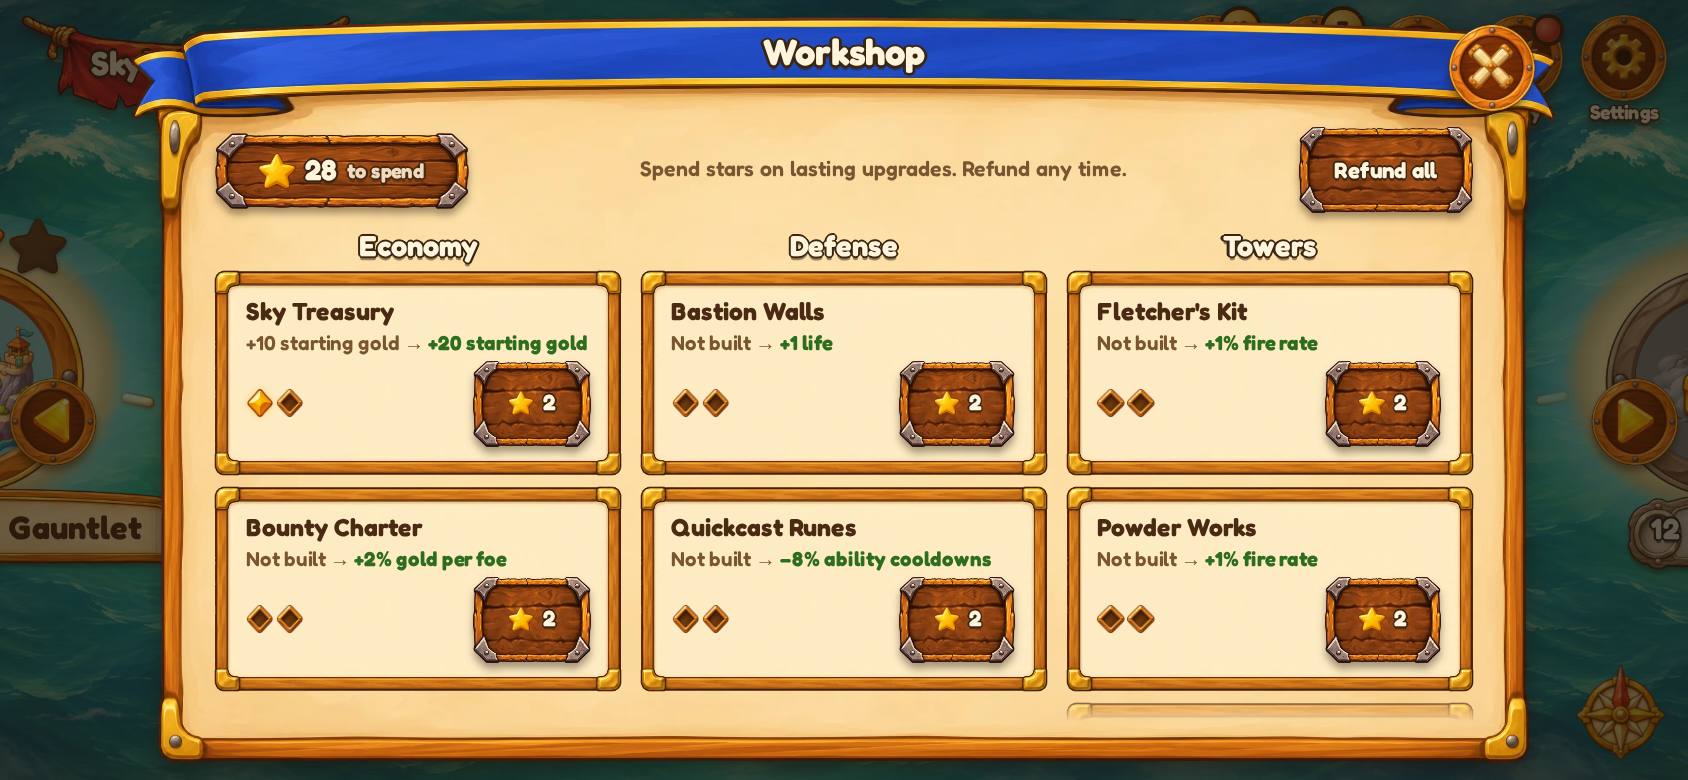 Workshop
Sky
Settings
28 to spend
Spend stars on lasting upgrades. Refund any time.
Refund all
Economy
Defense
Towers
Sky Treasury
+10 starting gold → +20 starting gold
2
Bastion Walls
Not built → +1 life
2
Fletcher's Kit
Not built → +1% fire rate
2
Bounty Charter
Not built → +2% gold per foe
2
Quickcast Runes
Not built → −8% ability cooldowns
2
Powder Works
Not built → +1% fire rate
2
Gauntlet
12